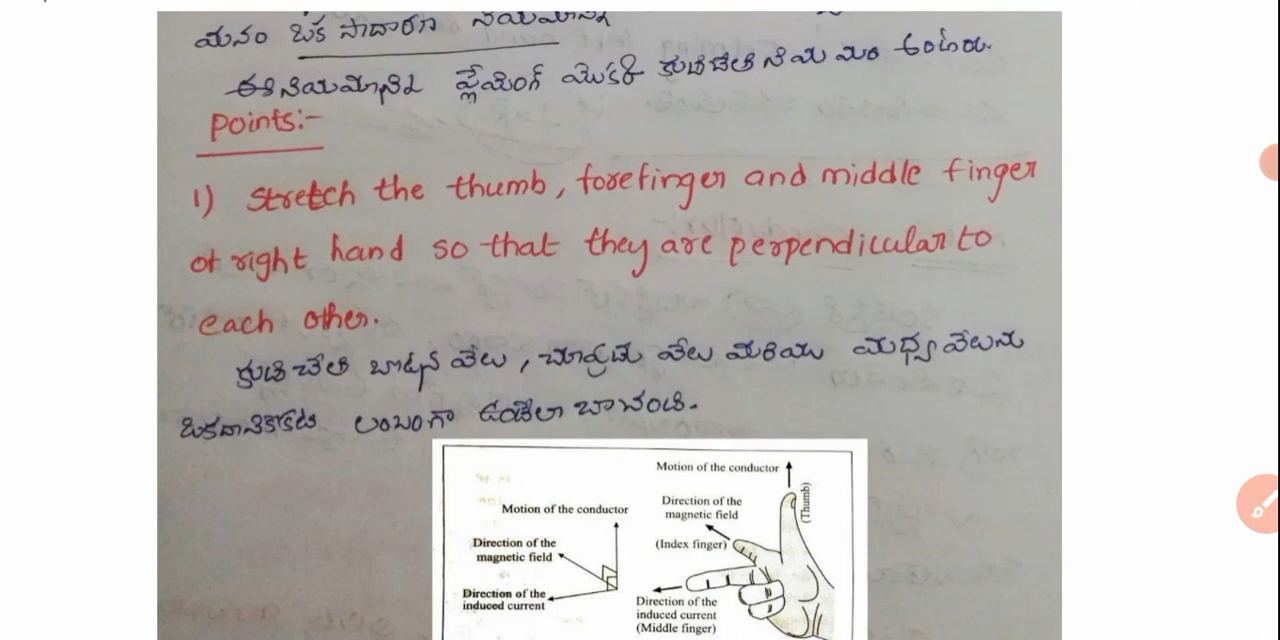 మనం ఒక సాదారణ నియమాన్ని
ఈ నియమాన్ని ఫ్లేమింగ్ యొక్క కుడిచేతి నియమం అంటారు.
Points:-
1) Stretch the thumb, forefinger and middle finger
of right hand so that they are perpendicular to
each other.
కుడి చేతి బొటన వేలు, చూపుడు వేలు మరియు మధ్య వేలును
ఒకదానికొకటి లంబంగా ఉండేలా చాచండి.
Motion of the conductor
Direction of the
magnetic field
Direction of the
induced current
Motion of the conductor
(Thumb)
Direction of the
magnetic field
(Index finger)
Direction of the
induced current
(Middle finger)